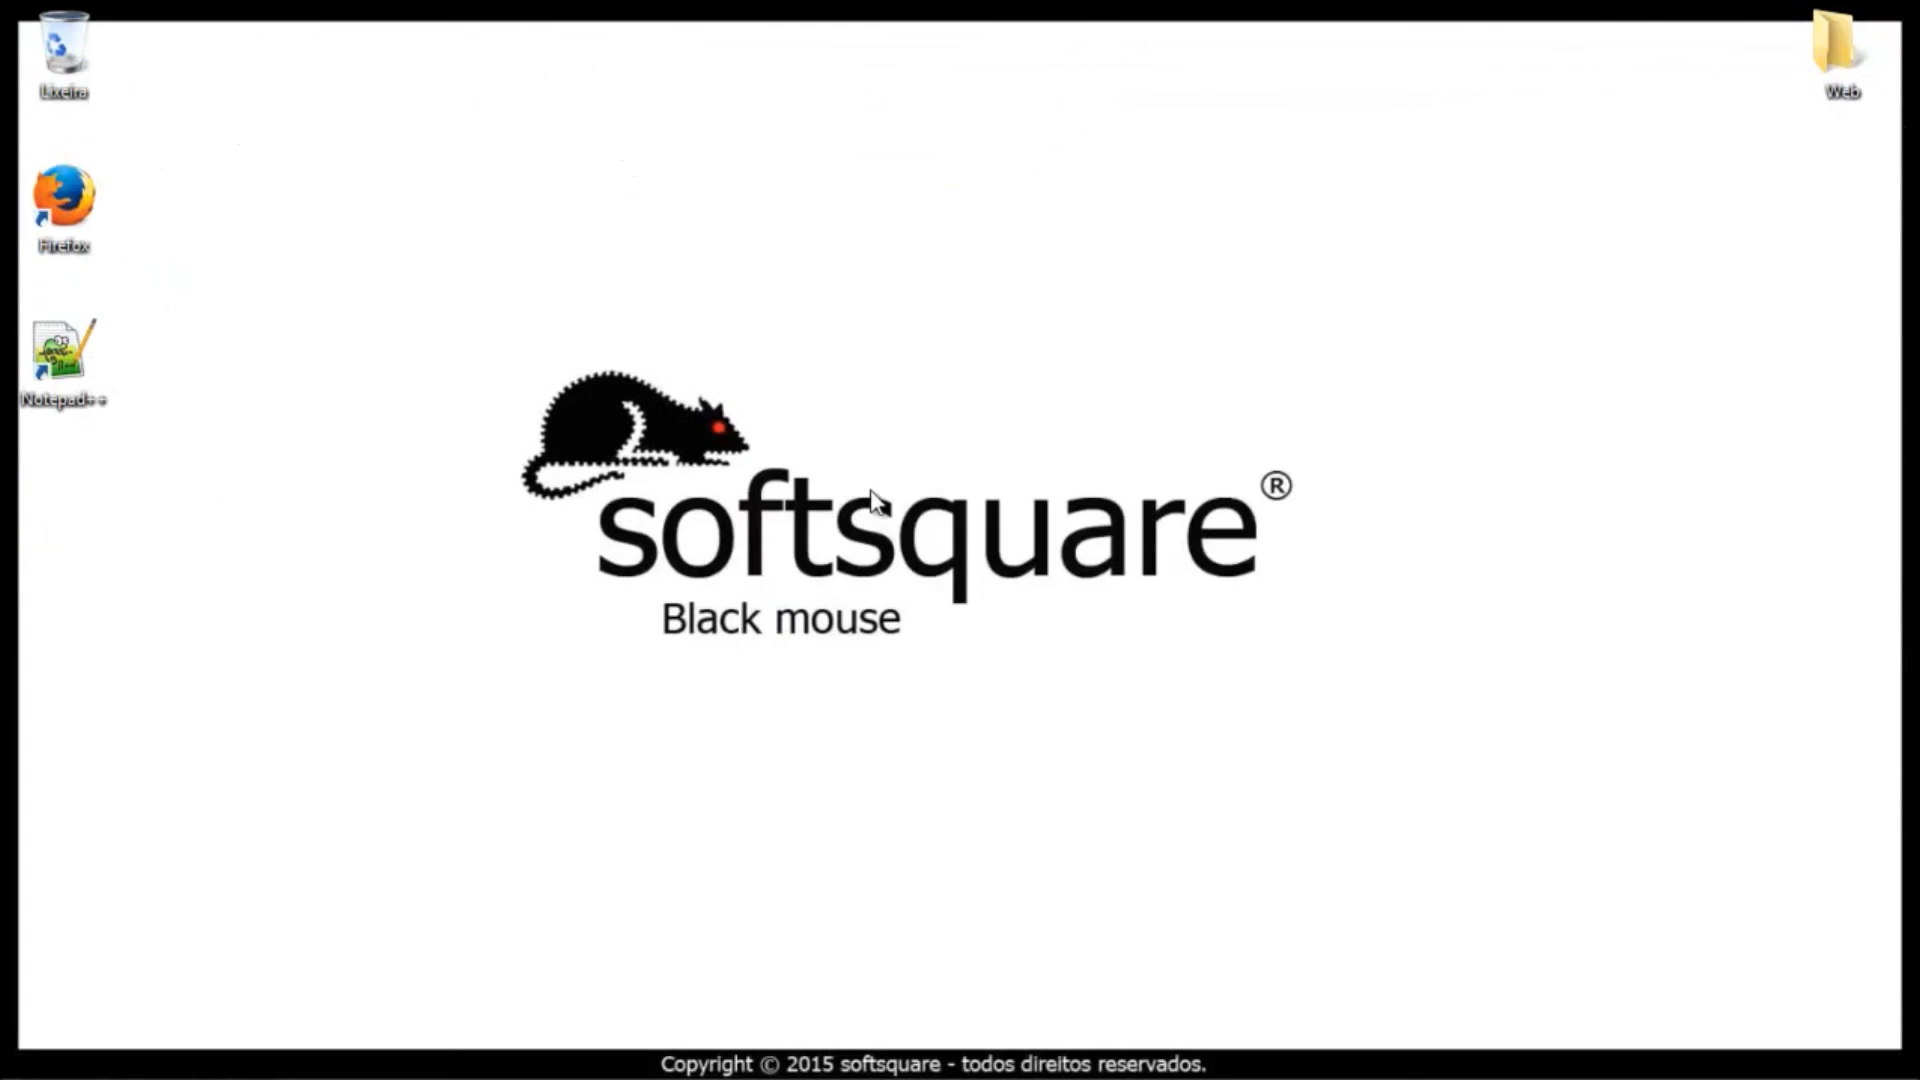 Lixeira
Web
Firefox
Notepad++
softsquare®
Black mouse
Copyright © 2015 softsquare - todos direitos reservados.